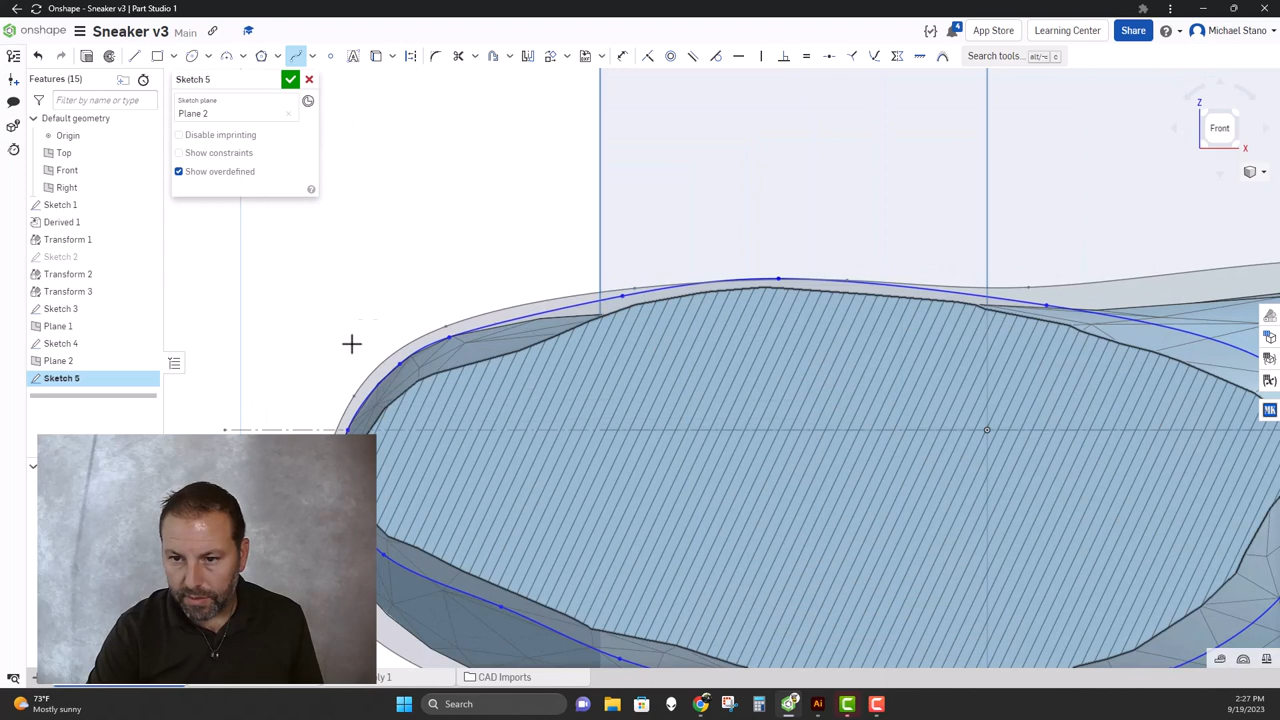 Onshape - Sneaker v3 | Part Studio 1
onshape Sneaker v3 Main 4 App Store Learning Center Share Michael Stano
Search tools... alt/⌥ c
Features (15)
Filter by name or type
Default geometry
Origin
Top
Front
Right
Sketch 1
Derived 1
Transform 1
Sketch 2
Transform 2
Transform 3
Sketch 3
Plane 1
Sketch 4
Plane 2
Sketch 5
Sketch 5
Sketch plane
Plane 2
Disable imprinting
Show constraints
Show overdefined
Z
Front
X
CAD Imports
73°F
Mostly sunny
Search
2:27 PM
9/19/2023